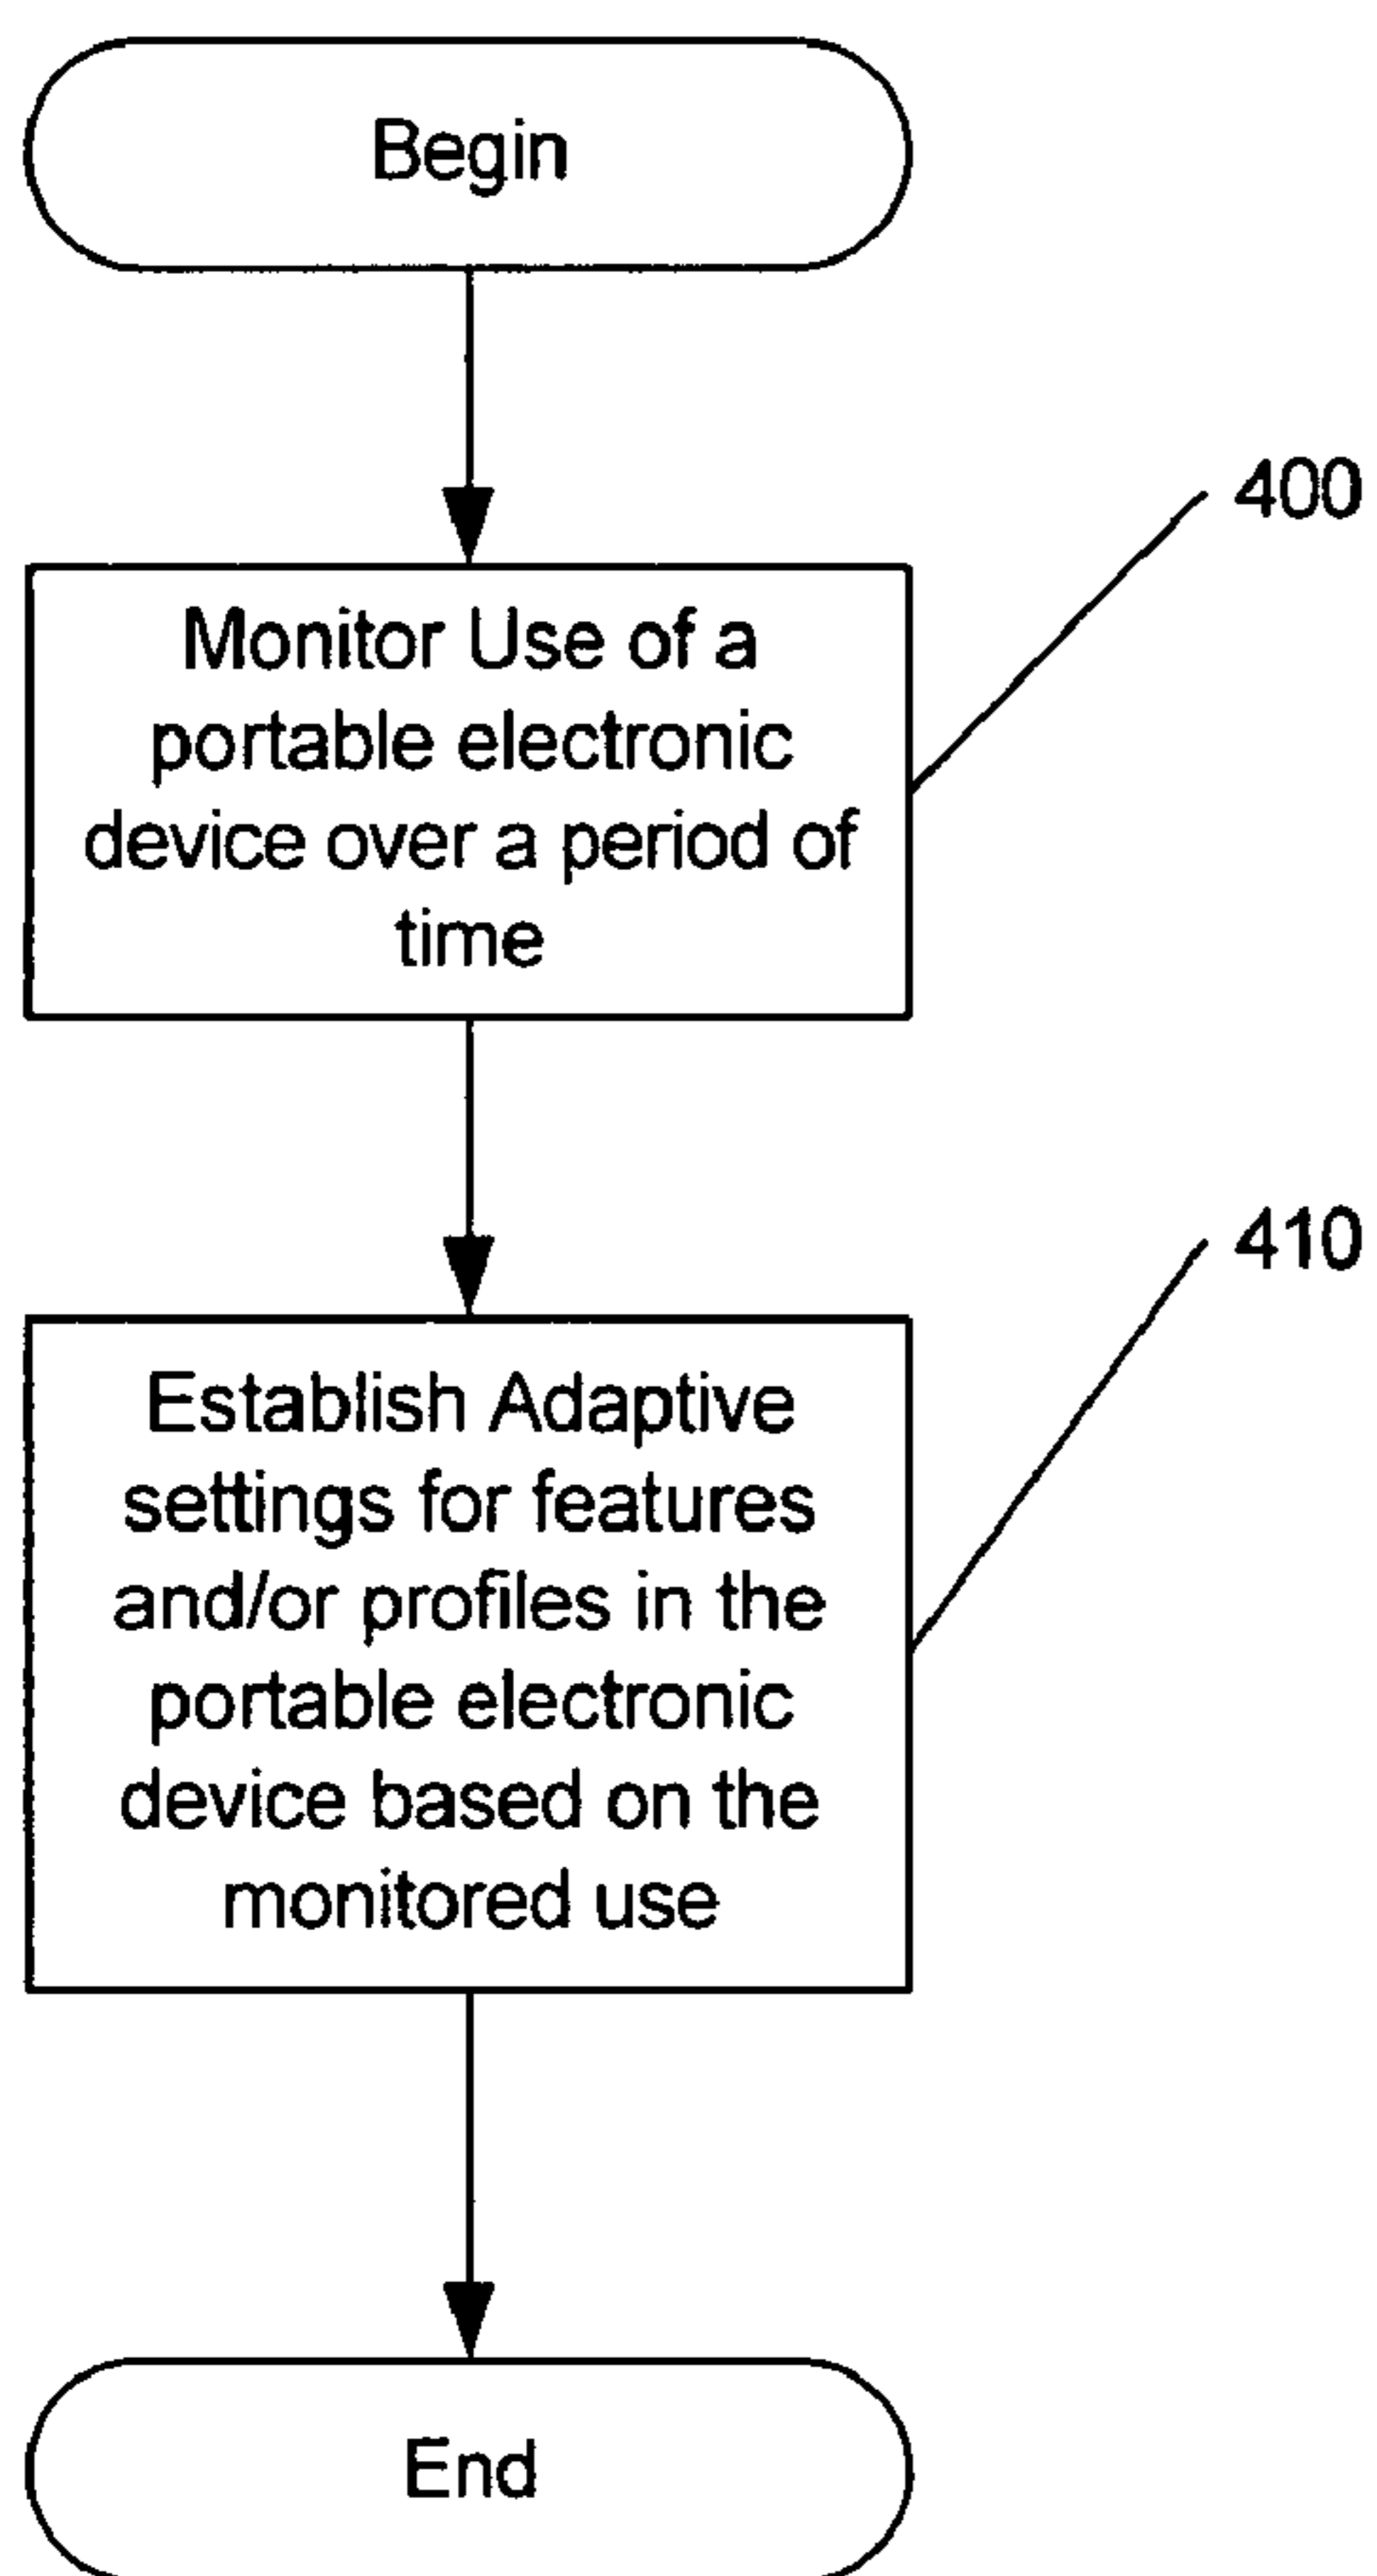 Begin
400
Monitor Use of a
portable electronic
device over a period of
time
410
Establish Adaptive
settings for features
and/or profiles in the
portable electronic
device based on the
monitored use
End